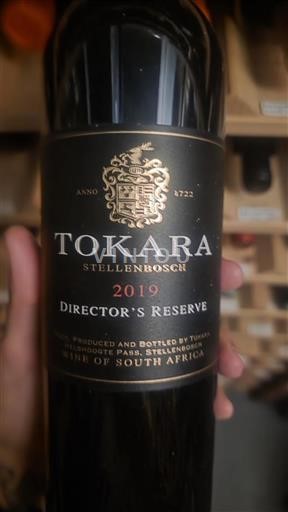 ANNO 1722
TOKARA
VINTED
STELLENBOSCH
2019
DIRECTOR'S RESERVE
PRODUCED AND BOTTLED BY TOKARA
HELSHOOGTE PASS, STELLENBOSCH
WINE OF SOUTH AFRICA